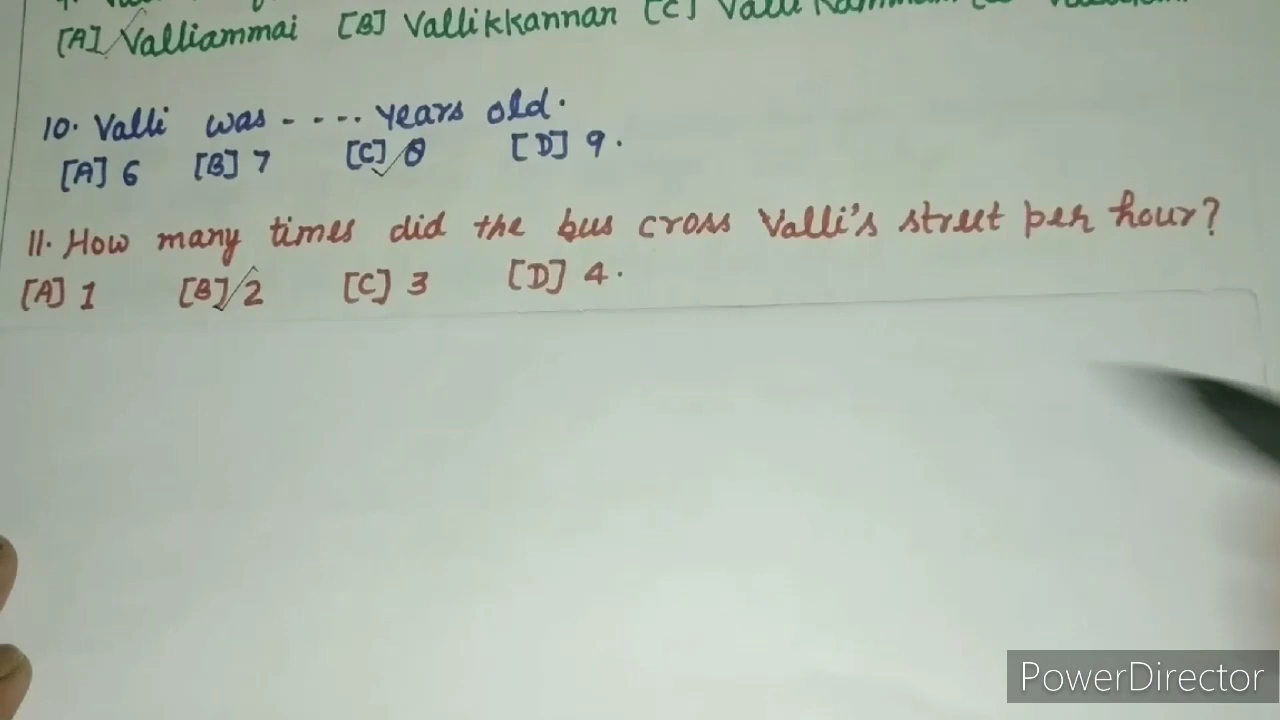 [A] Valliammai [B] Vallikkannan [C] Valli
10. Valli was - . . . . years old.
[A] 6 [B] 7 [C] 8 [D] 9.
11. How many times did the bus cross Valli's street per hour?
[A] 1 [B] 2 [C] 3 [D] 4.
PowerDirector